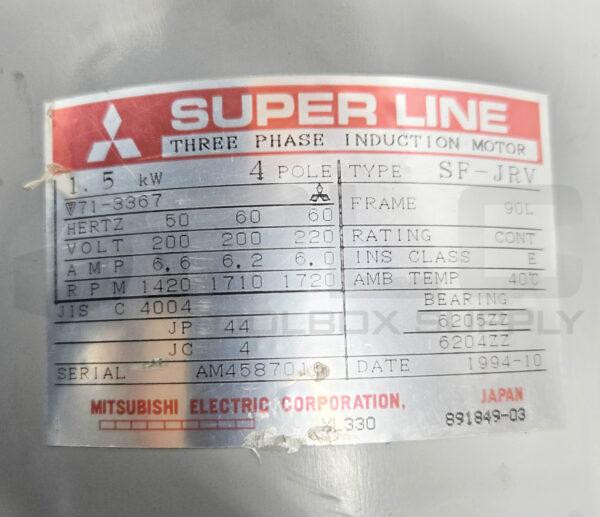 SUPER LINE
THREE PHASE INDUCTION MOTOR
1.5 kW 4 POLE TYPE SF-JRV
71-3367 FRAME 90L
HERTZ 50 60 60
VOLT 200 200 220 RATING CONT
AMP 6.6 6.2 6.0 INS CLASS E
RPM 1420 1710 1720 AMB TEMP 40℃
JIS C 4004 BEARING
JP 44 6205ZZ
JC 4 6204ZZ
SERIAL DATE 1994-10
MITSUBISHI ELECTRIC CORPORATION, JAPAN
891849-03
TOOLBOX SUPPLY